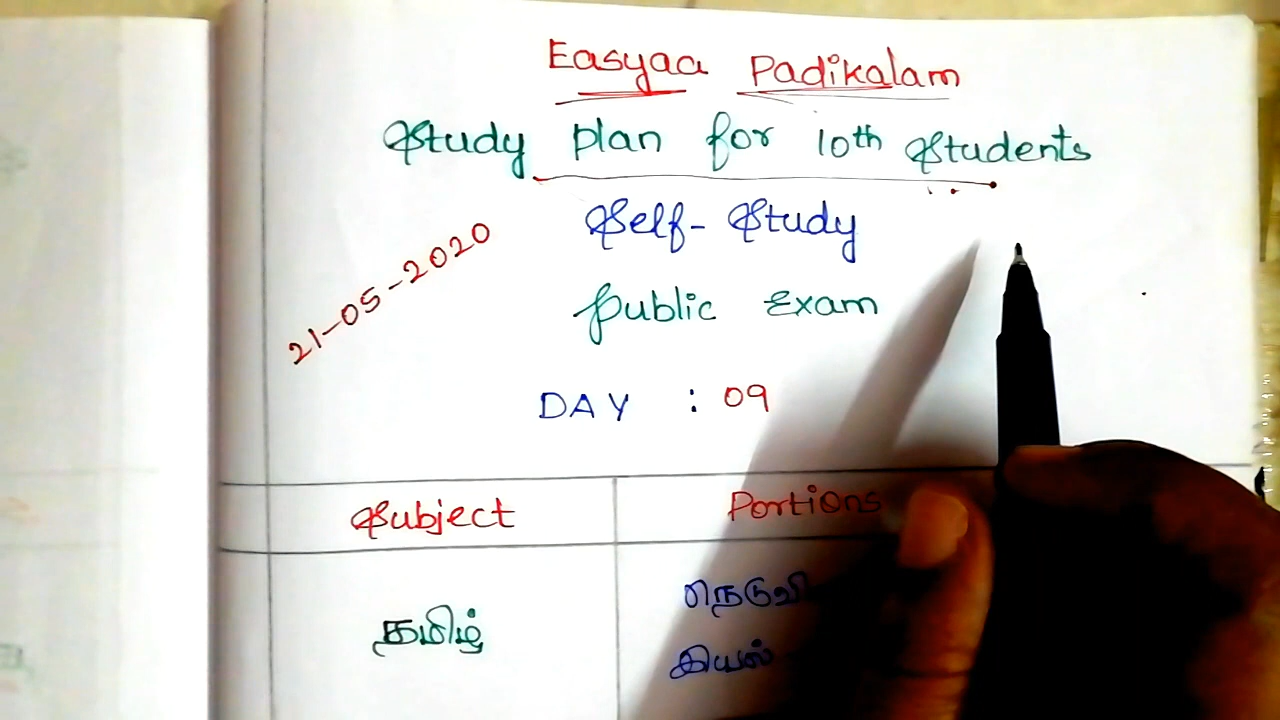 Easyaa Padikalam
Study plan for 10th Students
Self-Study
21-05-2020
Public Exam
DAY : 09
Subject Portions
தமிழ்
இயல்